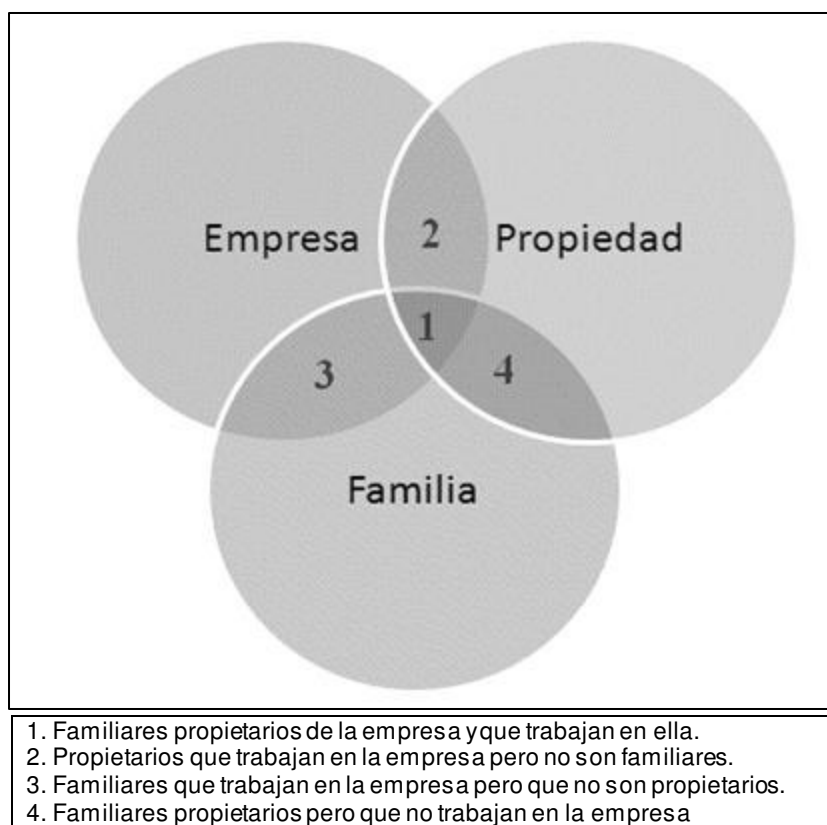 Empresa
2
Propiedad
1
3
4
Familia
1. Familiares propietarios de la empresa y que trabajan en ella.
2. Propietarios que trabajan en la empresa pero no son familiares.
3. Familiares que trabajan en la empresa pero que no son propietarios.
4. Familiares propietarios pero que no trabajan en la empresa